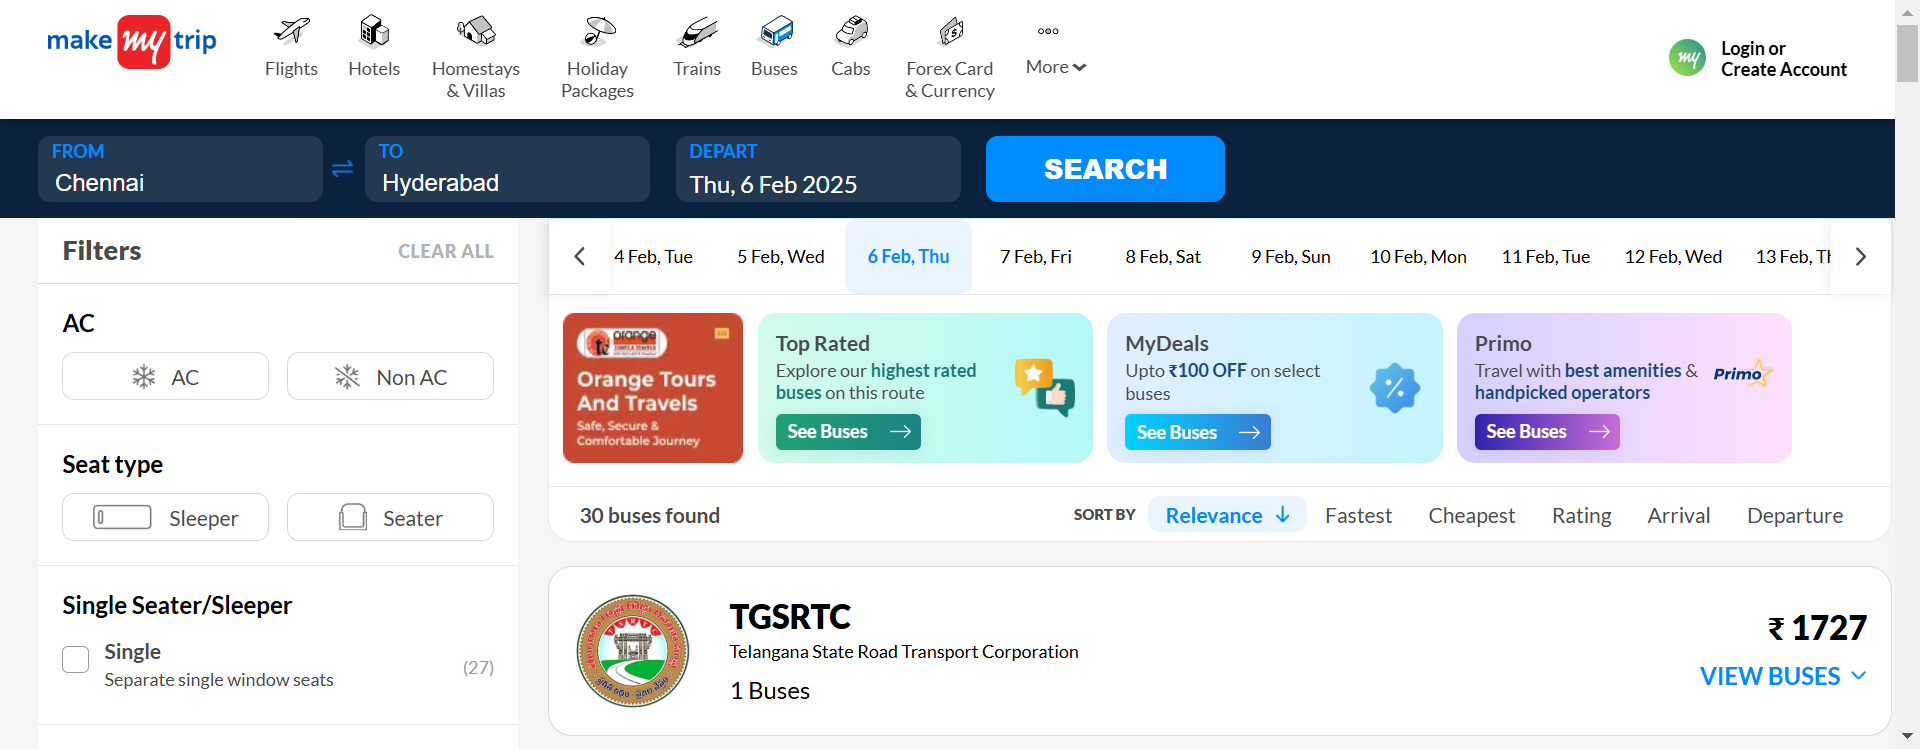 make my trip
Flights
Hotels
Homestays
& Villas
Holiday
Packages
Trains
Buses
Cabs
Forex Card
& Currency
More
my
Login or
Create Account
FROM
Chennai
TO
Hyderabad
DEPART
Thu, 6 Feb 2025
SEARCH
Filters
CLEAR ALL
AC
AC
Non AC
Seat type
Sleeper
Seater
Single Seater/Sleeper
Single
Separate single window seats
(27)
4 Feb, Tue
5 Feb, Wed
6 Feb, Thu
7 Feb, Fri
8 Feb, Sat
9 Feb, Sun
10 Feb, Mon
11 Feb, Tue
12 Feb, Wed
13 Feb,
orange
Orange Tours
And Travels
Safe, Secure &
Comfortable Journey
Top Rated
Explore our highest rated
buses on this route
See Buses
MyDeals
Upto ₹100 OFF on select
buses
See Buses
Primo
Travel with best amenities &
handpicked operators
Primo
See Buses
30 buses found
SORT BY
Relevance
Fastest
Cheapest
Rating
Arrival
Departure
TGSRTC
Telangana State Road Transport Corporation
1 Buses
₹ 1727
VIEW BUSES